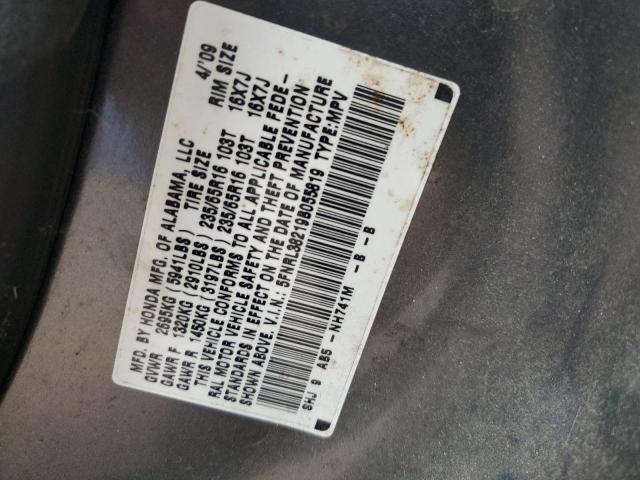 MFD. BY HONDA MFG. OF ALABAMA, LLC 4/'09
GVWR 2695KG (5941LBS) TIRE SIZE RIM SIZE
GAWR F 1320KG (2910LBS) 235/65R16 103T 16X7J
GAWR R 1450KG (3197LBS) 235/65R16 103T 16X7J
THIS VEHICLE CONFORMS TO ALL APPLICABLE FEDE-
RAL MOTOR VEHICLE SAFETY AND THEFT PREVENTION
STANDARDS IN EFFECT ON THE DATE OF MANUFACTURE
SHOWN ABOVE. V.I.N.: 5FNRL38219B055819 TYPE:MPV
SHJ 9 AB5 -NH741M -B -B